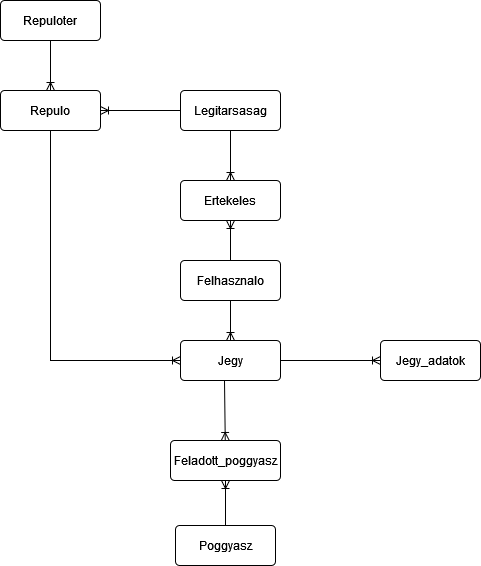 Repuloter
Repulo
Legitarsasag
Ertekeles
Felhasznalo
Jegy
Jegy_adatok
Feladott_poggyasz
Poggyasz